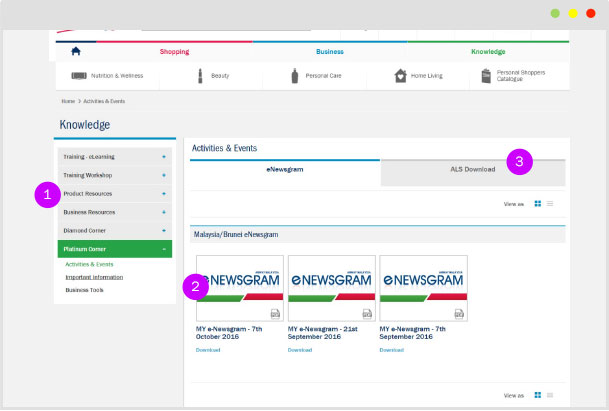 Shopping
Business
Knowledge
Nutrition & Wellness
Beauty
Personal Care
Home Living
Personal Shoppers
Catalogue
Home > Activities & Events
Knowledge
Training - eLearning +
Training Workshop +
1
Product Resources +
Business Resources +
Diamond Corner +
Platinum Corner -
Activities & Events
Important Information
Business Tools
Activities & Events
3
eNewsgram
ALS Download
View as
Malaysia/Brunei eNewsgram
2
eNEWSGRAM
eNEWSGRAM
eNEWSGRAM
MY e-Newsgram - 7th
October 2016
Download
MY e-Newsgram - 21st
September 2016
Download
MY e-Newsgram - 7th
September 2016
Download
View as